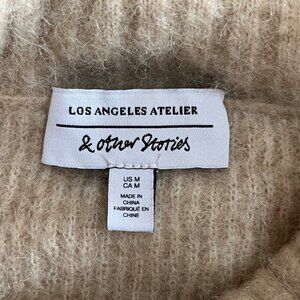 LOS ANGELES ATELIER
& other Stories
US M
CA M
MADE IN
CHINA
FABRIQUÉ EN
CHINE